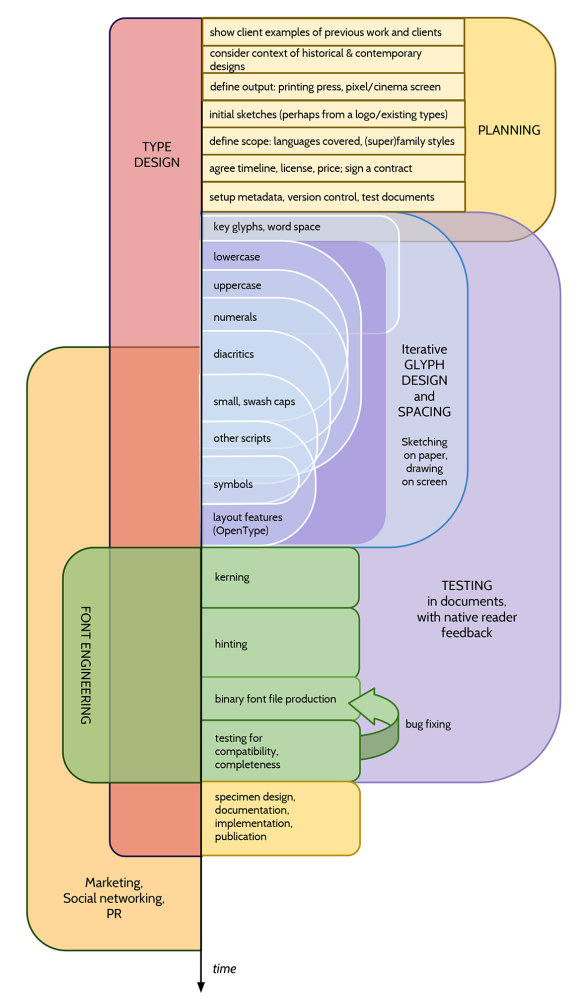 show client examples of previous work and clients
consider context of historical & contemporary
designs
define output: printing press, pixel/cinema screen
initial sketches (perhaps from a logo/existing types)
define scope: languages covered, (super)family styles
agree timeline, license, price; sign a contract
setup metadata, version control, test documents
TYPE
DESIGN
PLANNING
key glyphs, word space
lowercase
uppercase
numerals
diacritics
small, swash caps
other scripts
symbols
layout features
(OpenType)
Iterative
GLYPH
DESIGN
and
SPACING
Sketching
on paper,
drawing
on screen
kerning
hinting
binary font file production
testing for
compatibility,
completeness
bug fixing
FONT ENGINEERING
TESTING
in documents,
with native reader
feedback
specimen design,
documentation,
implementation,
publication
Marketing,
Social networking,
PR
time